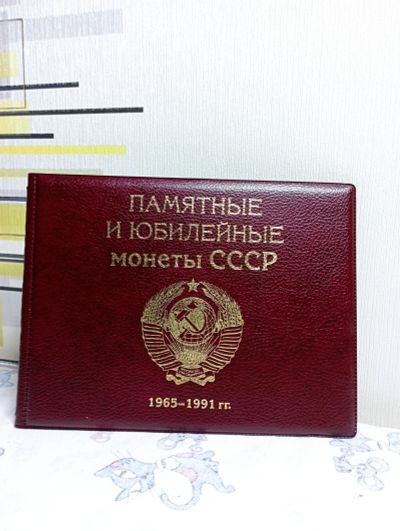 ПАМЯТНЫЕ
И ЮБИЛЕЙНЫЕ
монеты СССР
1965-1991 гг.